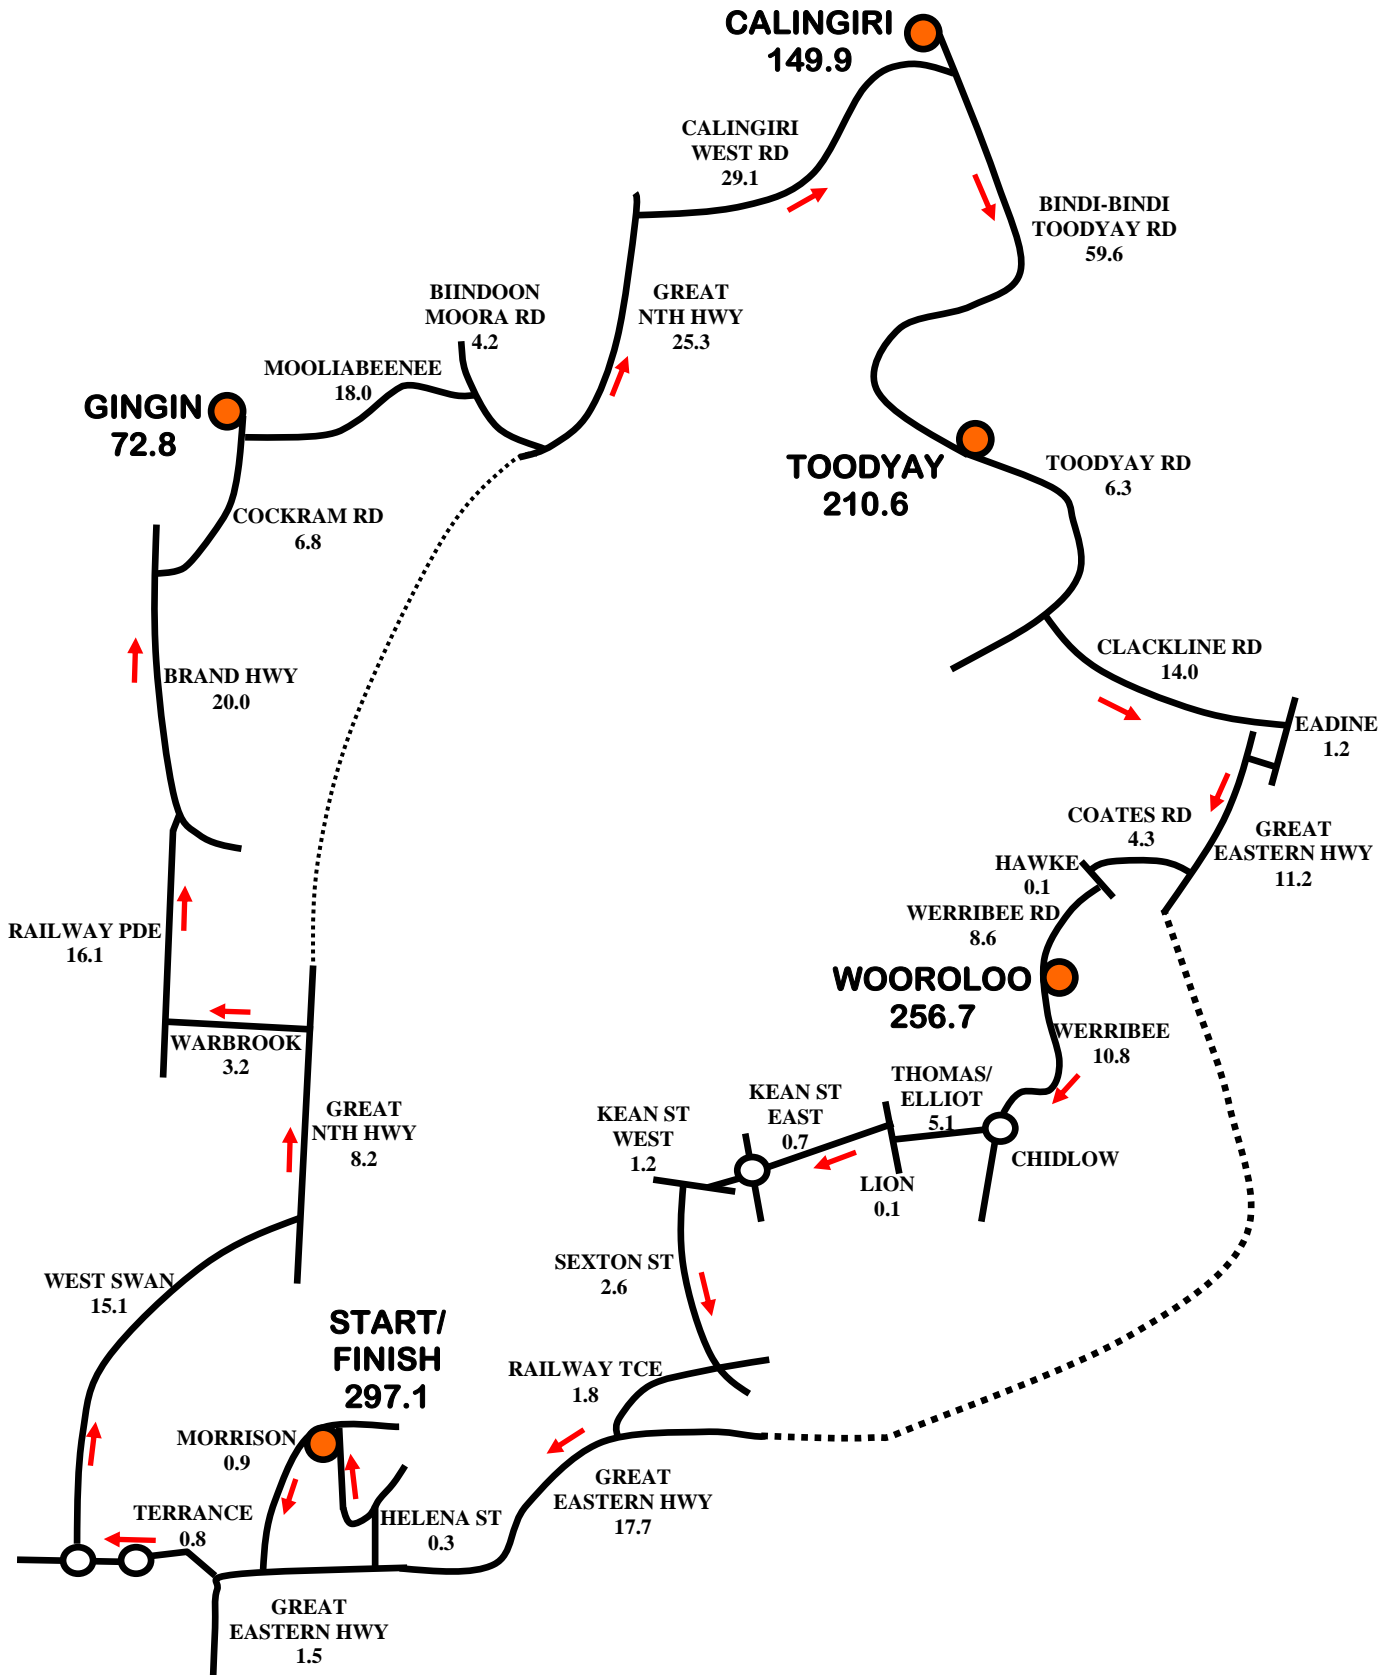 CALINGIRI
149.9
CALINGIRI
WEST RD
29.1
BINDI-BINDI
TOODYAY RD
59.6
BIINDOON
MOORA RD
4.2
GREAT
NTH HWY
25.3
MOOLIABEENEE
18.0
GINGIN
72.8
TOODYAY
210.6
TOODYAY RD
6.3
COCKRAM RD
6.8
CLACKLINE RD
14.0
BRAND HWY
20.0
EADINE
1.2
COATES RD
4.3
GREAT
EASTERN HWY
11.2
HAWKE
0.1
WERRIBEE RD
8.6
RAILWAY PDE
16.1
WOOROLOO
256.7
WARBROOK
3.2
WERRIBEE
10.8
THOMAS/
ELLIOT
5.1
KEAN ST
EAST
0.7
KEAN ST
WEST
1.2
GREAT
NTH HWY
8.2
CHIDLOW
LION
0.1
WEST SWAN
15.1
SEXTON ST
2.6
START/
FINISH
297.1
RAILWAY TCE
1.8
MORRISON
0.9
GREAT
EASTERN HWY
17.7
TERRANCE
0.8
HELENA ST
0.3
GREAT
EASTERN HWY
1.5